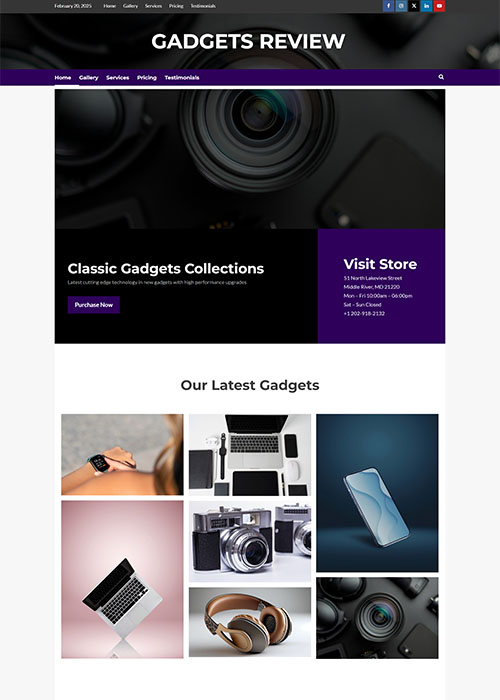 February 20, 2025 Home Gallery Services Pricing Testimonials
GADGETS REVIEW
Home Gallery Services Pricing Testimonials
Classic Gadgets Collections
Latest cutting edge technology in new gadgets with high performance upgrades
Purchase Now
Visit Store
51 North Lakeview Street
Middle River, MD 21220
Mon – Fri 10:00am – 06:00pm
Sat – Sun Closed
+1 202-918-2132
Our Latest Gadgets